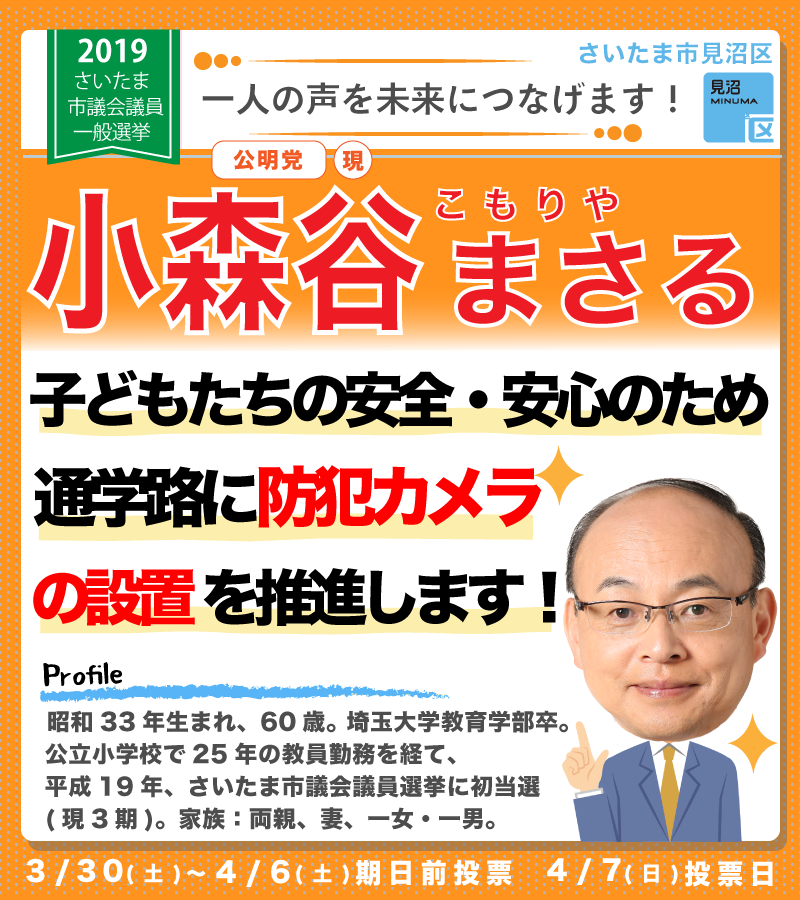 2019
さいたま
市議会議員
一般選挙
さいたま市見沼区
一人の声を未来につなげます！
見沼
MINUMA
区
公明党 現
こもりや
小森谷 まさる
子どもたちの安全・安心のため
通学路に防犯カメラ
の設置を推進します！
Profile
昭和33年生まれ、60歳。埼玉大学教育学部卒。
公立小学校で25年の教員勤務を経て、
平成19年、さいたま市議会議員選挙に初当選
(現3期)。家族：両親、妻、一女・一男。
3/30(土)～4/6(土)期日前投票 4/7(日)投票日